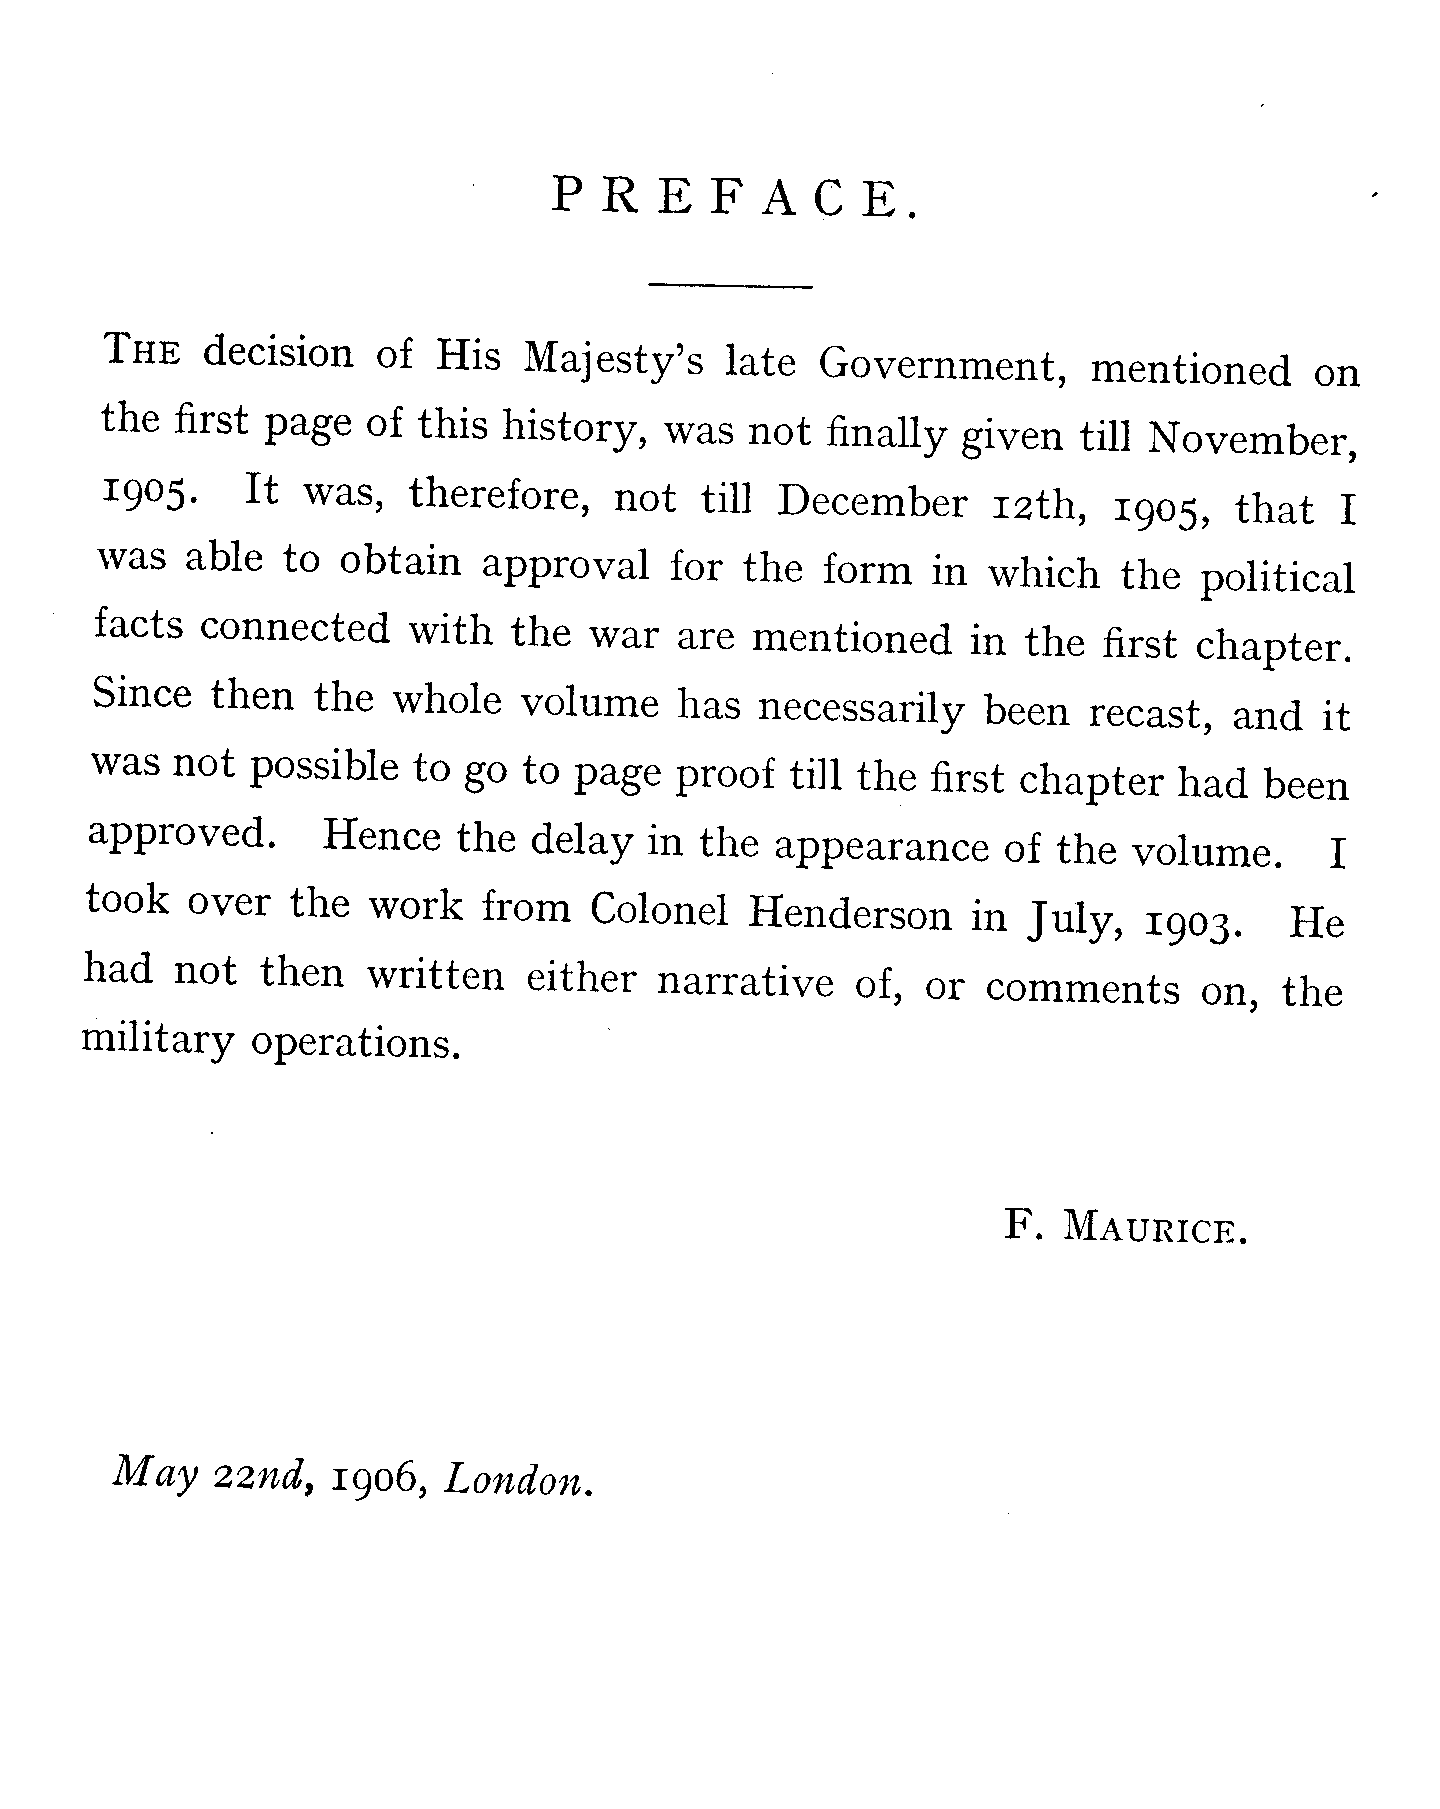 PREFACE.
THE decision of His Majesty's late Government, mentioned on
the first page of this history, was not finally given till November,
1905. It was, therefore, not till December 12th, 1905, that I
was able to obtain approval for the form in which the political
facts connected with the war are mentioned in the first chapter.
Since then the whole volume has necessarily been recast, and it
was not possible to go to page proof till the first chapter had been
approved. Hence the delay in the appearance of the volume. I
took over the work from Colonel Henderson in July, 1903. He
had not then written either narrative of, or comments on, the
military operations.
F. MAURICE.
May 22nd, 1906, London.